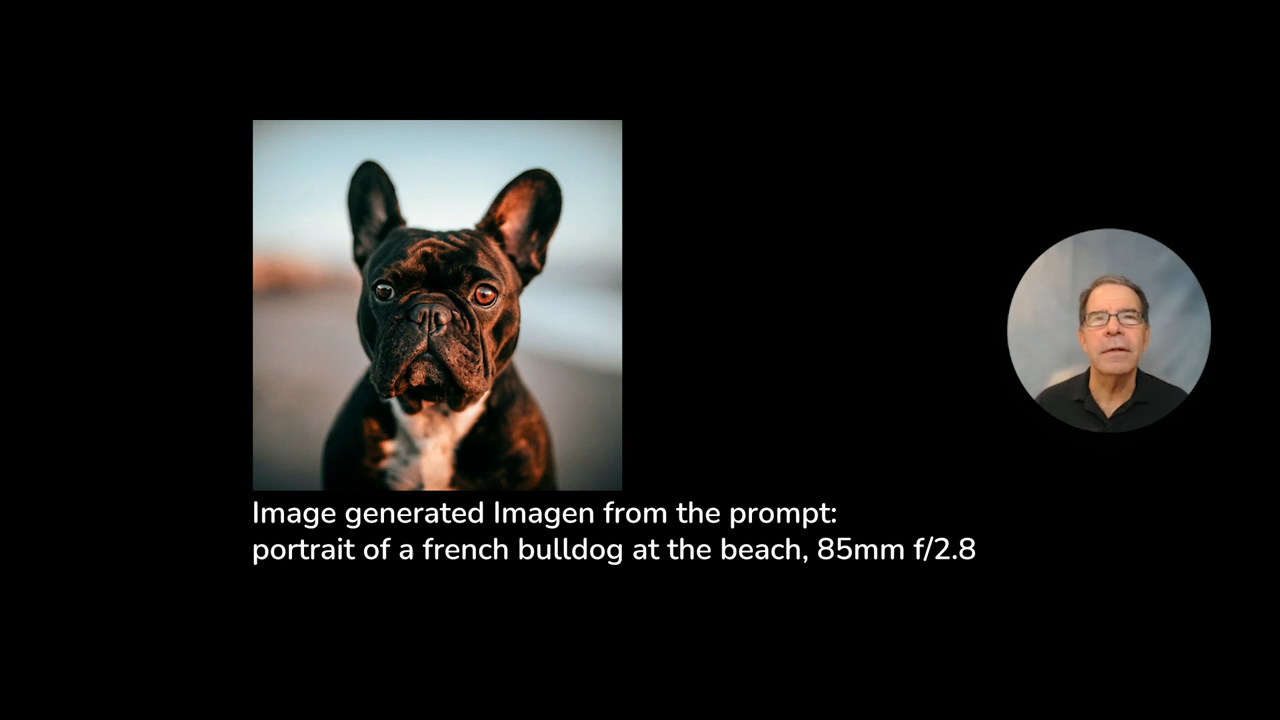 Image generated Imagen from the prompt:
portrait of a french bulldog at the beach, 85mm f/2.8